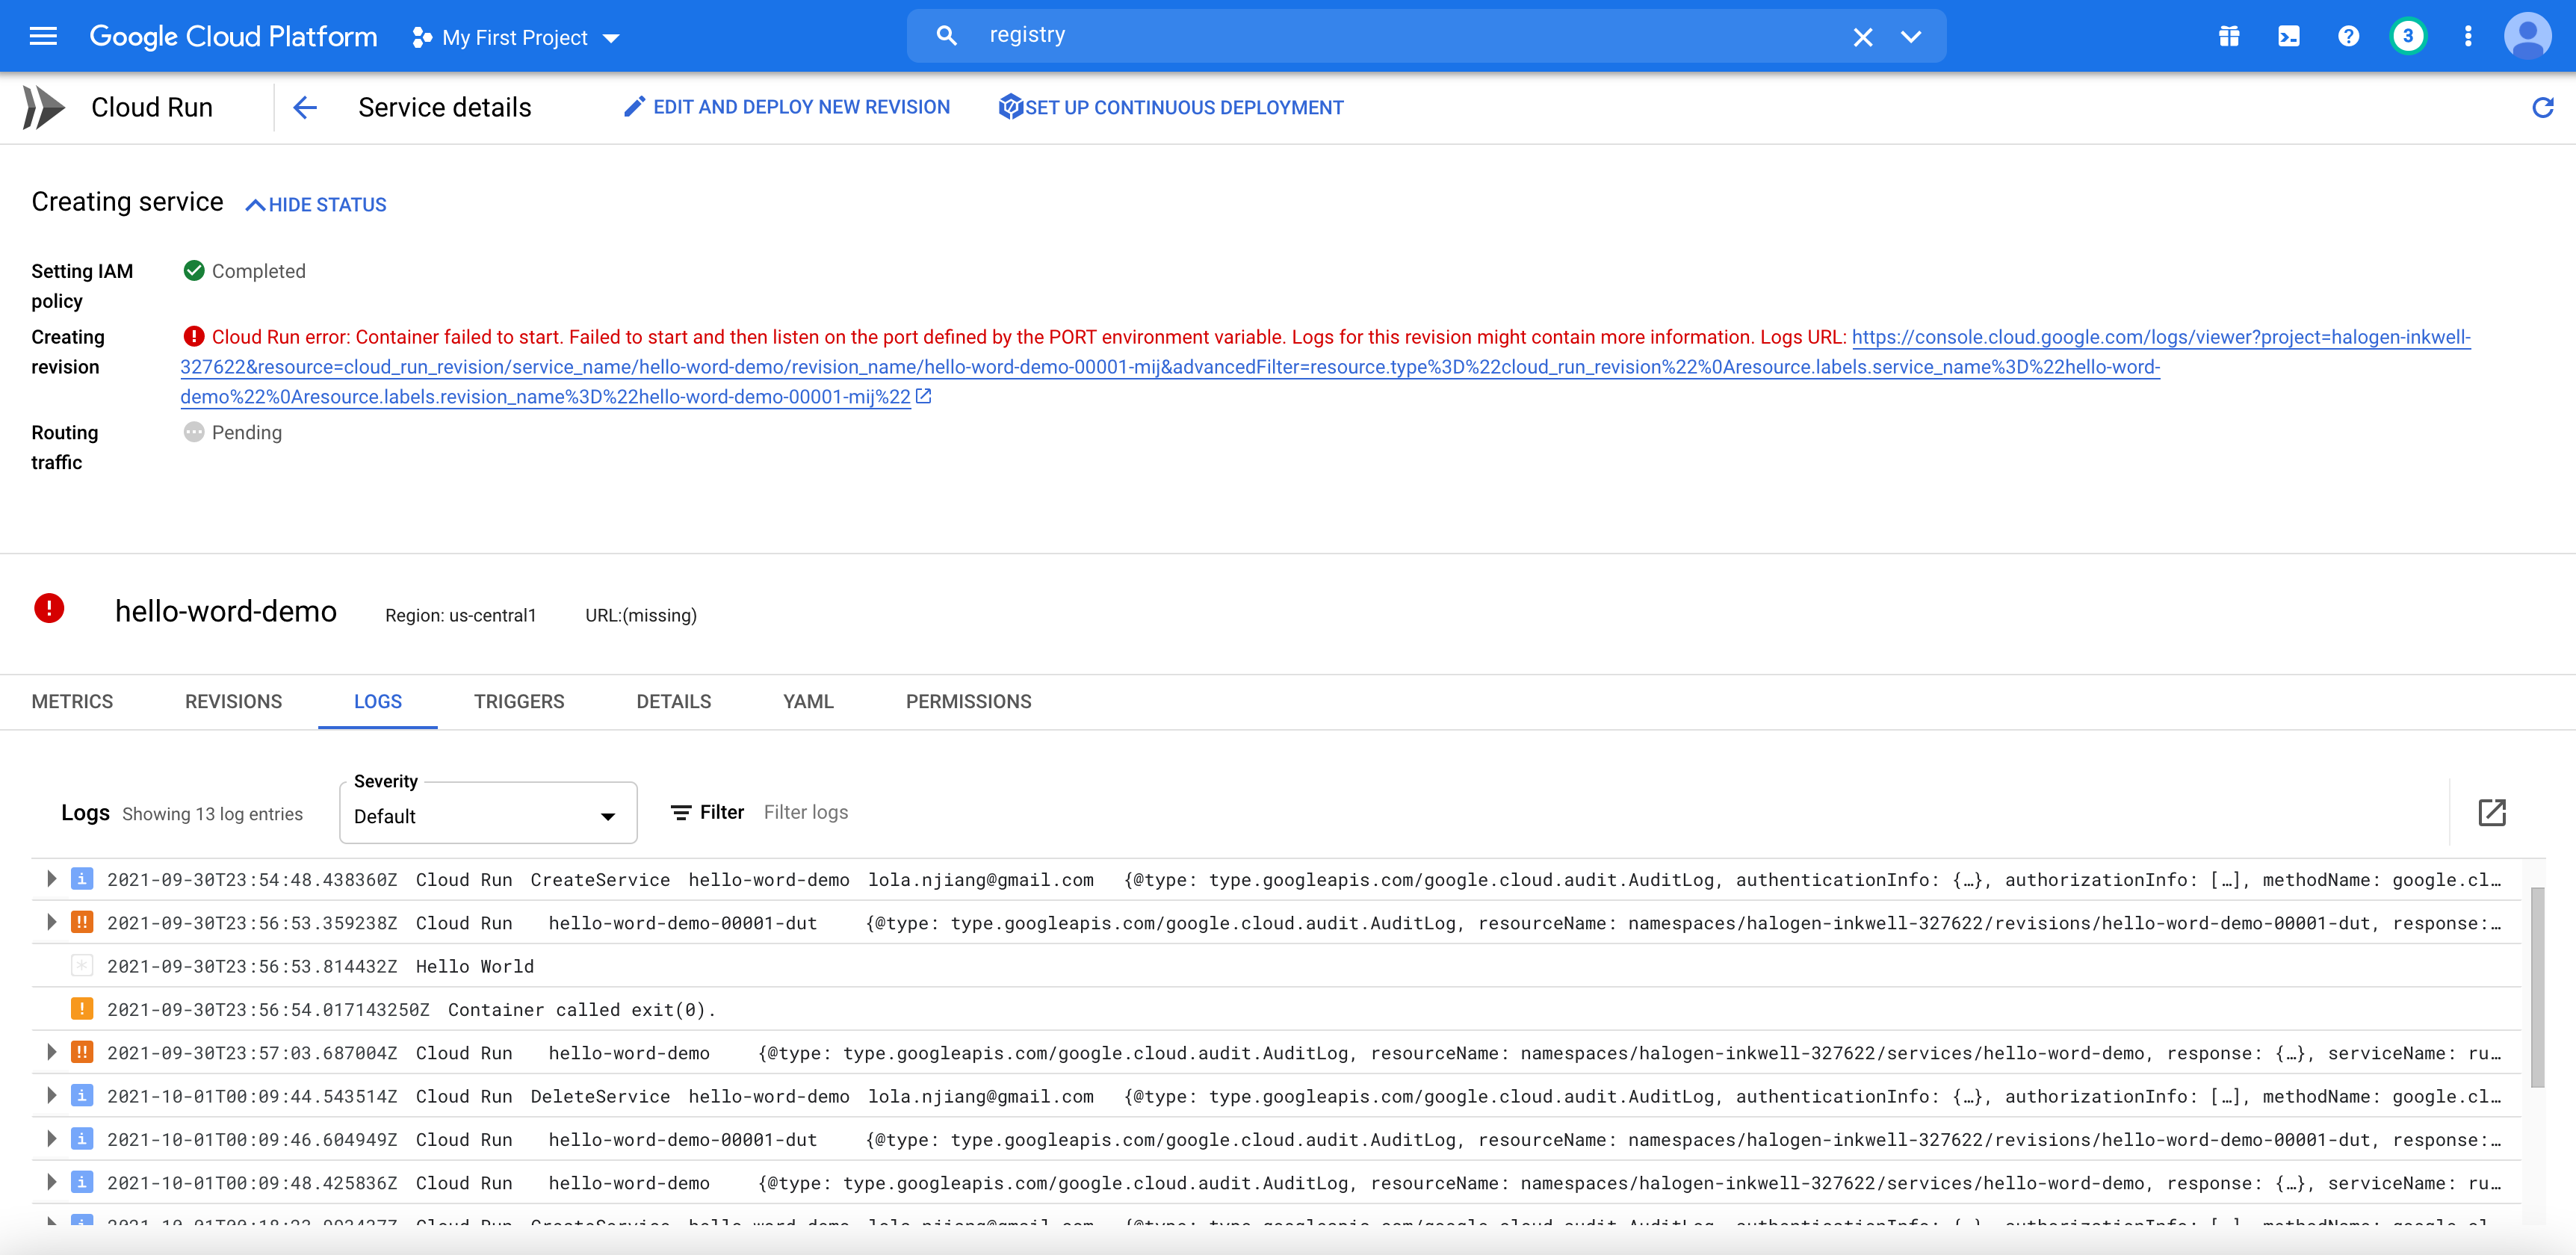 Google Cloud Platform My First Project registry 3
Cloud Run Service details EDIT AND DEPLOY NEW REVISION SET UP CONTINUOUS DEPLOYMENT
Creating service HIDE STATUS
Setting IAM policy Completed
Creating revision Cloud Run error: Container failed to start. Failed to start and then listen on the port defined by the PORT environment variable. Logs for this revision might contain more information. Logs URL: https://console.cloud.google.com/logs/viewer?project=halogen-inkwell-
327622&resource=cloud_run_revision/service_name/hello-word-demo/revision_name/hello-word-demo-00001-mij&advancedFilter=resource.type%3D%22cloud_run_revision%22%0Aresource.labels.service_name%3D%22hello-word-
demo%22%0Aresource.labels.revision_name%3D%22hello-word-demo-00001-mij%22
Routing traffic Pending
hello-word-demo Region: us-central1 URL:(missing)
METRICS REVISIONS LOGS TRIGGERS DETAILS YAML PERMISSIONS
Severity
Logs Showing 13 log entries Default Filter Filter logs
2021-09-30T23:54:48.438360Z Cloud Run CreateService hello-word-demo lola.njiang@gmail.com {@type: type.googleapis.com/google.cloud.audit.AuditLog, authenticationInfo: {…}, authorizationInfo: […], methodName: google.cl…
2021-09-30T23:56:53.359238Z Cloud Run hello-word-demo-00001-dut {@type: type.googleapis.com/google.cloud.audit.AuditLog, resourceName: namespaces/halogen-inkwell-327622/revisions/hello-word-demo-00001-dut, response:…
2021-09-30T23:56:53.814432Z Hello World
2021-09-30T23:56:54.017143250Z Container called exit(0).
2021-09-30T23:57:03.687004Z Cloud Run hello-word-demo {@type: type.googleapis.com/google.cloud.audit.AuditLog, resourceName: namespaces/halogen-inkwell-327622/services/hello-word-demo, response: {…}, serviceName: ru…
2021-10-01T00:09:44.543514Z Cloud Run DeleteService hello-word-demo lola.njiang@gmail.com {@type: type.googleapis.com/google.cloud.audit.AuditLog, authenticationInfo: {…}, authorizationInfo: […], methodName: google.cl…
2021-10-01T00:09:46.604949Z Cloud Run hello-word-demo-00001-dut {@type: type.googleapis.com/google.cloud.audit.AuditLog, resourceName: namespaces/halogen-inkwell-327622/revisions/hello-word-demo-00001-dut, response:…
2021-10-01T00:09:48.425836Z Cloud Run hello-word-demo {@type: type.googleapis.com/google.cloud.audit.AuditLog, resourceName: namespaces/halogen-inkwell-327622/services/hello-word-demo, response: {…}, serviceName: ru…